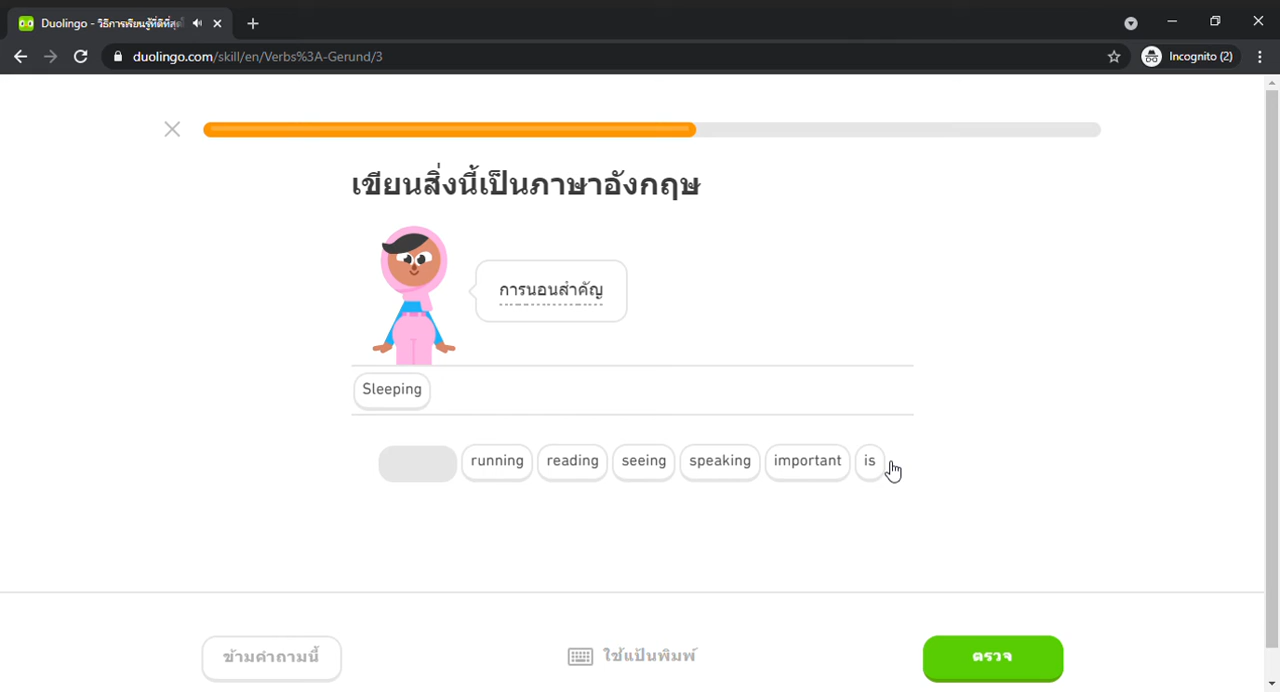 Duolingo - วิธีการเรียนรู้ที่ดีที่สุดใ
duolingo.com/skill/en/Verbs%3A-Gerund/3
Incognito (2)
เขียนสิ่งนี้เป็นภาษาอังกฤษ
การนอนสำคัญ
Sleeping
running reading seeing speaking important is
ข้ามคำถามนี้ ใช้แป้นพิมพ์ ตรวจ